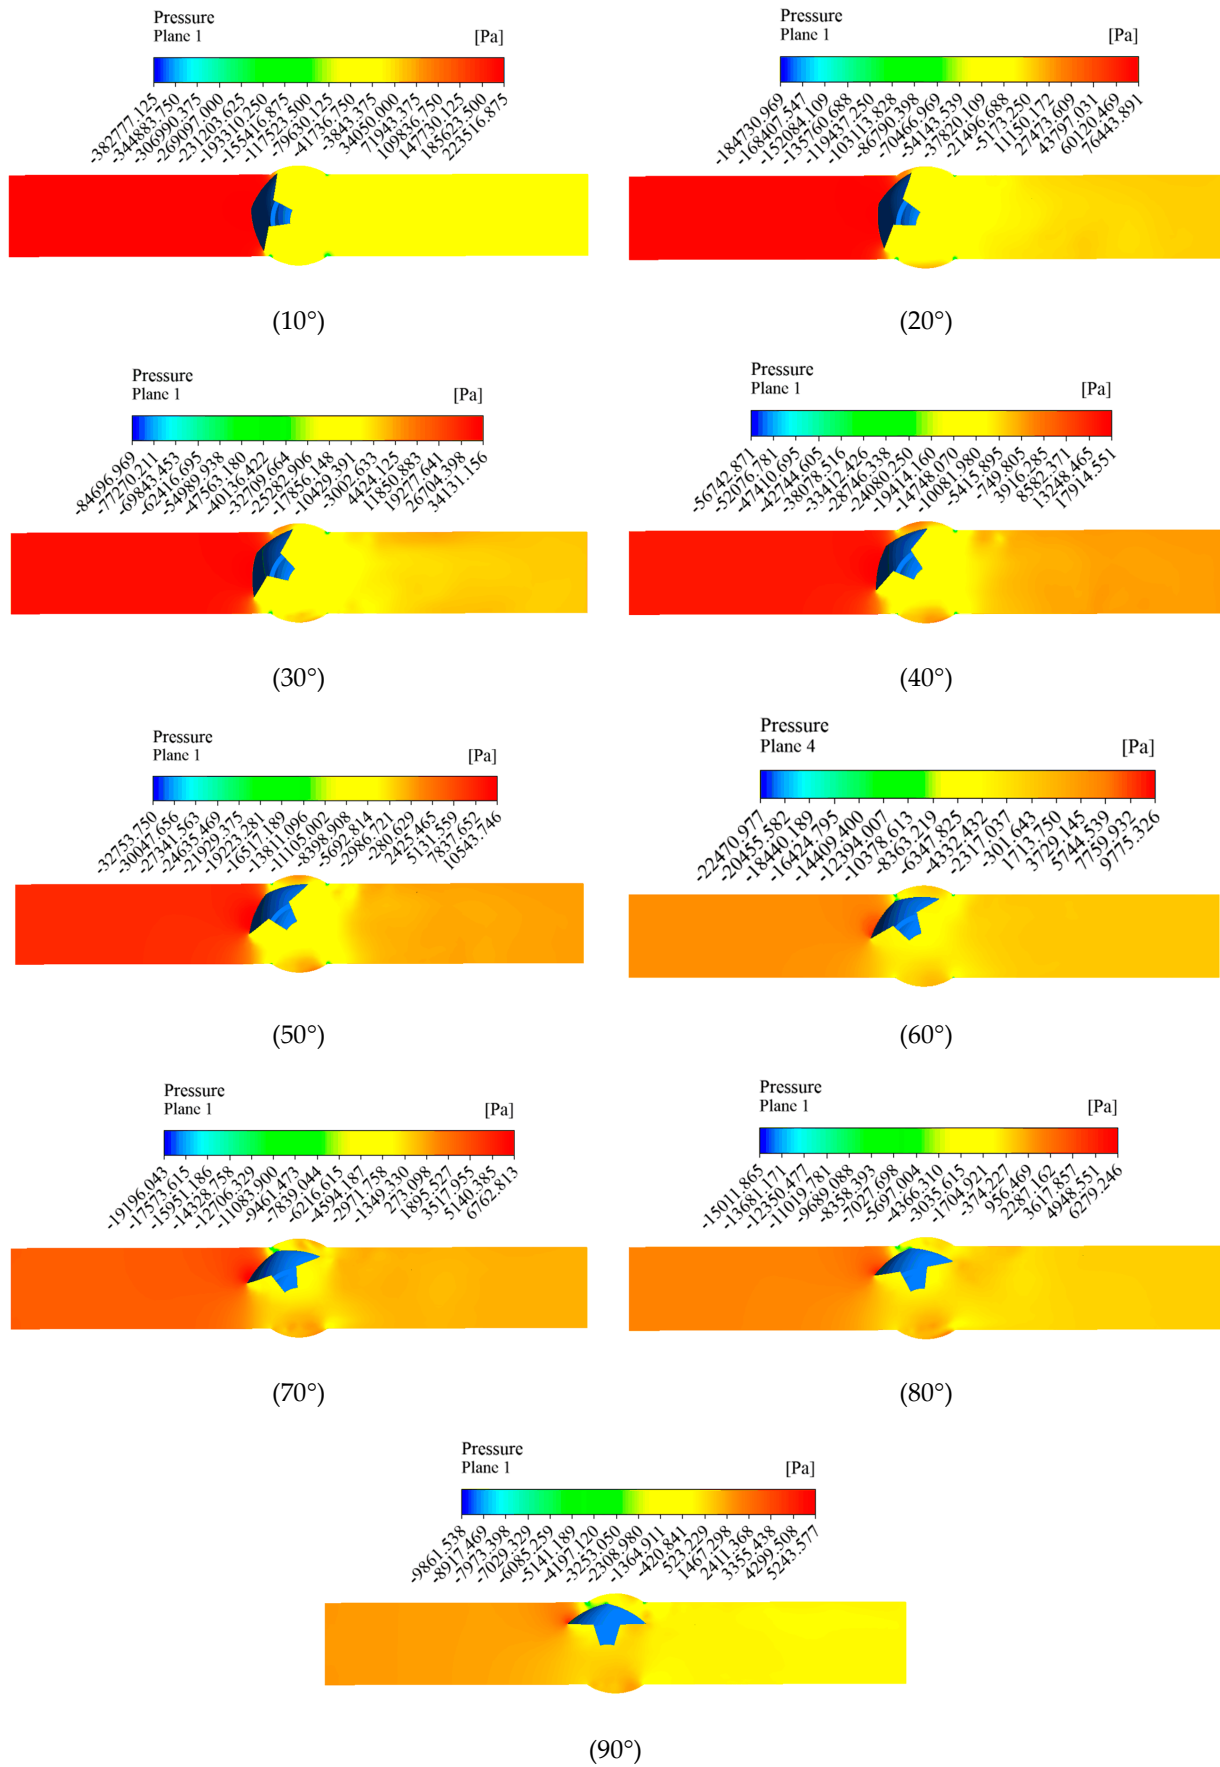 Pressure
Plane 1
[Pa]
-382777.125 -344883.750 -306990.375 -269097.000 -231203.625 -193310.250 -155416.875 -117523.500 -79630.125 -41736.750 -3843.375 34050.000 71943.375 109836.750 147730.125 185623.500 223516.875
(10°)
Pressure
Plane 1
[Pa]
-184730.969 -168407.547 -152084.109 -135760.688 -119437.250 -103113.828 -86790.398 -70466.969 -54143.539 -37820.109 -21496.688 -5173.250 11150.172 27473.609 43797.031 60120.469 76443.891
(20°)
Pressure
Plane 1
[Pa]
-84696.969 -77270.211 -69843.453 -62416.695 -54989.938 -47563.180 -40136.422 -32709.664 -25282.906 -17856.148 -10429.391 -3002.633 4424.125 11850.883 19277.641 26704.398 34131.156
(30°)
Pressure
Plane 1
[Pa]
-56742.871 -52076.781 -47410.695 -42744.605 -38078.516 -33412.426 -28746.338 -24080.250 -19414.160 -14748.070 -10081.980 -5415.895 -749.805 3916.285 8582.371 13248.465 17914.551
(40°)
Pressure
Plane 1
[Pa]
-32753.750 -30047.656 -27341.563 -24635.469 -21929.375 -19223.281 -16517.189 -13811.096 -11105.002 -8398.908 -5692.814 -2986.721 -280.629 2425.465 5131.559 7837.652 10543.746
(50°)
Pressure
Plane 4
[Pa]
-22470.977 -20455.582 -18440.189 -16424.795 -14409.400 -12394.007 -10378.613 -8363.219 -6347.825 -4332.432 -2317.037 -301.643 1713.750 3729.145 5744.539 7759.932 9775.326
(60°)
Pressure
Plane 1
[Pa]
-19196.043 -17573.615 -15951.186 -14328.758 -12706.329 -11083.900 -9461.473 -7839.044 -6216.615 -4594.187 -2971.758 -1349.330 273.098 1895.527 3517.955 5140.385 6762.813
(70°)
Pressure
Plane 1
[Pa]
-15011.865 -13681.171 -12350.477 -11019.781 -9689.088 -8358.393 -7027.698 -5697.004 -4366.310 -3035.615 -1704.921 -374.227 956.469 2287.162 3617.857 4948.551 6279.246
(80°)
Pressure
Plane 1
[Pa]
-9861.538 -8917.469 -7973.398 -7029.329 -6085.259 -5141.189 -4197.120 -3253.050 -2308.980 -1364.911 -420.841 523.229 1467.298 2411.368 3355.438 4299.508 5243.577
(90°)